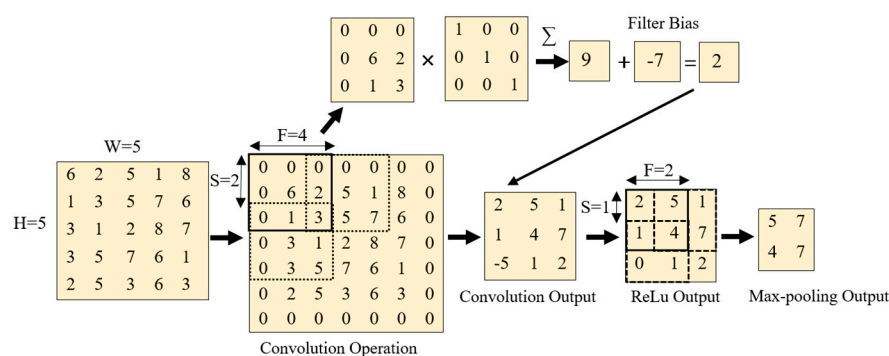 Filter Bias
0 0 0
0 6 2
0 1 3
×
1 0 0
0 1 0
0 0 1
∑
9 + -7 = 2
W=5
H=5
6 2 5 1 8
1 3 5 7 6
3 1 2 8 7
3 5 7 6 1
2 5 3 6 3
F=4
S=2
0 0 0 0 0 0 0
0 6 2 5 1 8 0
0 1 3 5 7 6 0
0 3 1 2 8 7 0
0 3 5 7 6 1 0
0 2 5 3 6 3 0
0 0 0 0 0 0 0
Convolution Operation
2 5 1
1 4 7
-5 1 2
Convolution Output
F=2
S=1
2 5 1
1 4 7
0 1 2
ReLu Output
5 7
4 7
Max-pooling Output